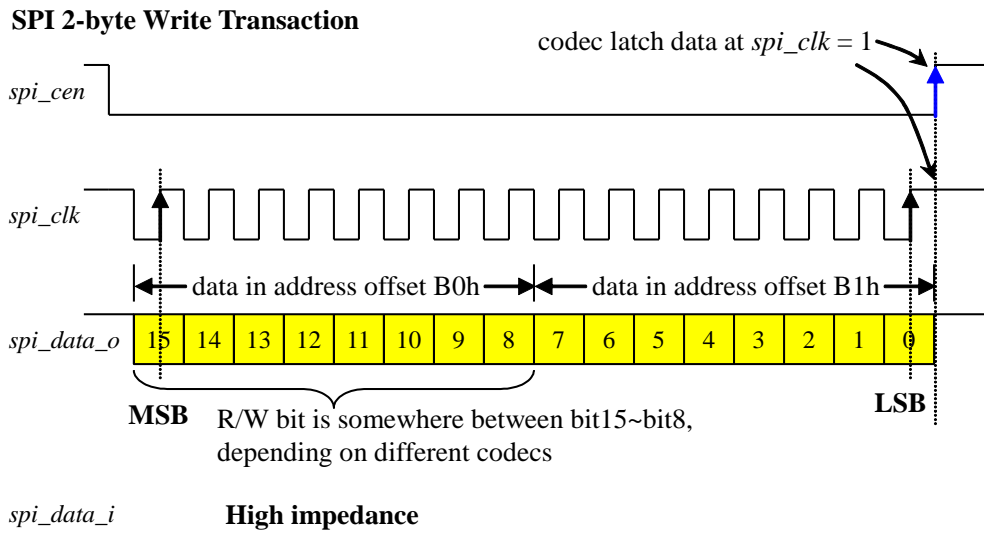 SPI 2-byte Write Transaction
codec latch data at spi_clk = 1
spi_cen
spi_clk
data in address offset B0h
data in address offset B1h
spi_data_o
15 14 13 12 11 10 9 8 7 6 5 4 3 2 1 0
MSB
LSB
R/W bit is somewhere between bit15~bit8,
depending on different codecs
spi_data_i
High impedance